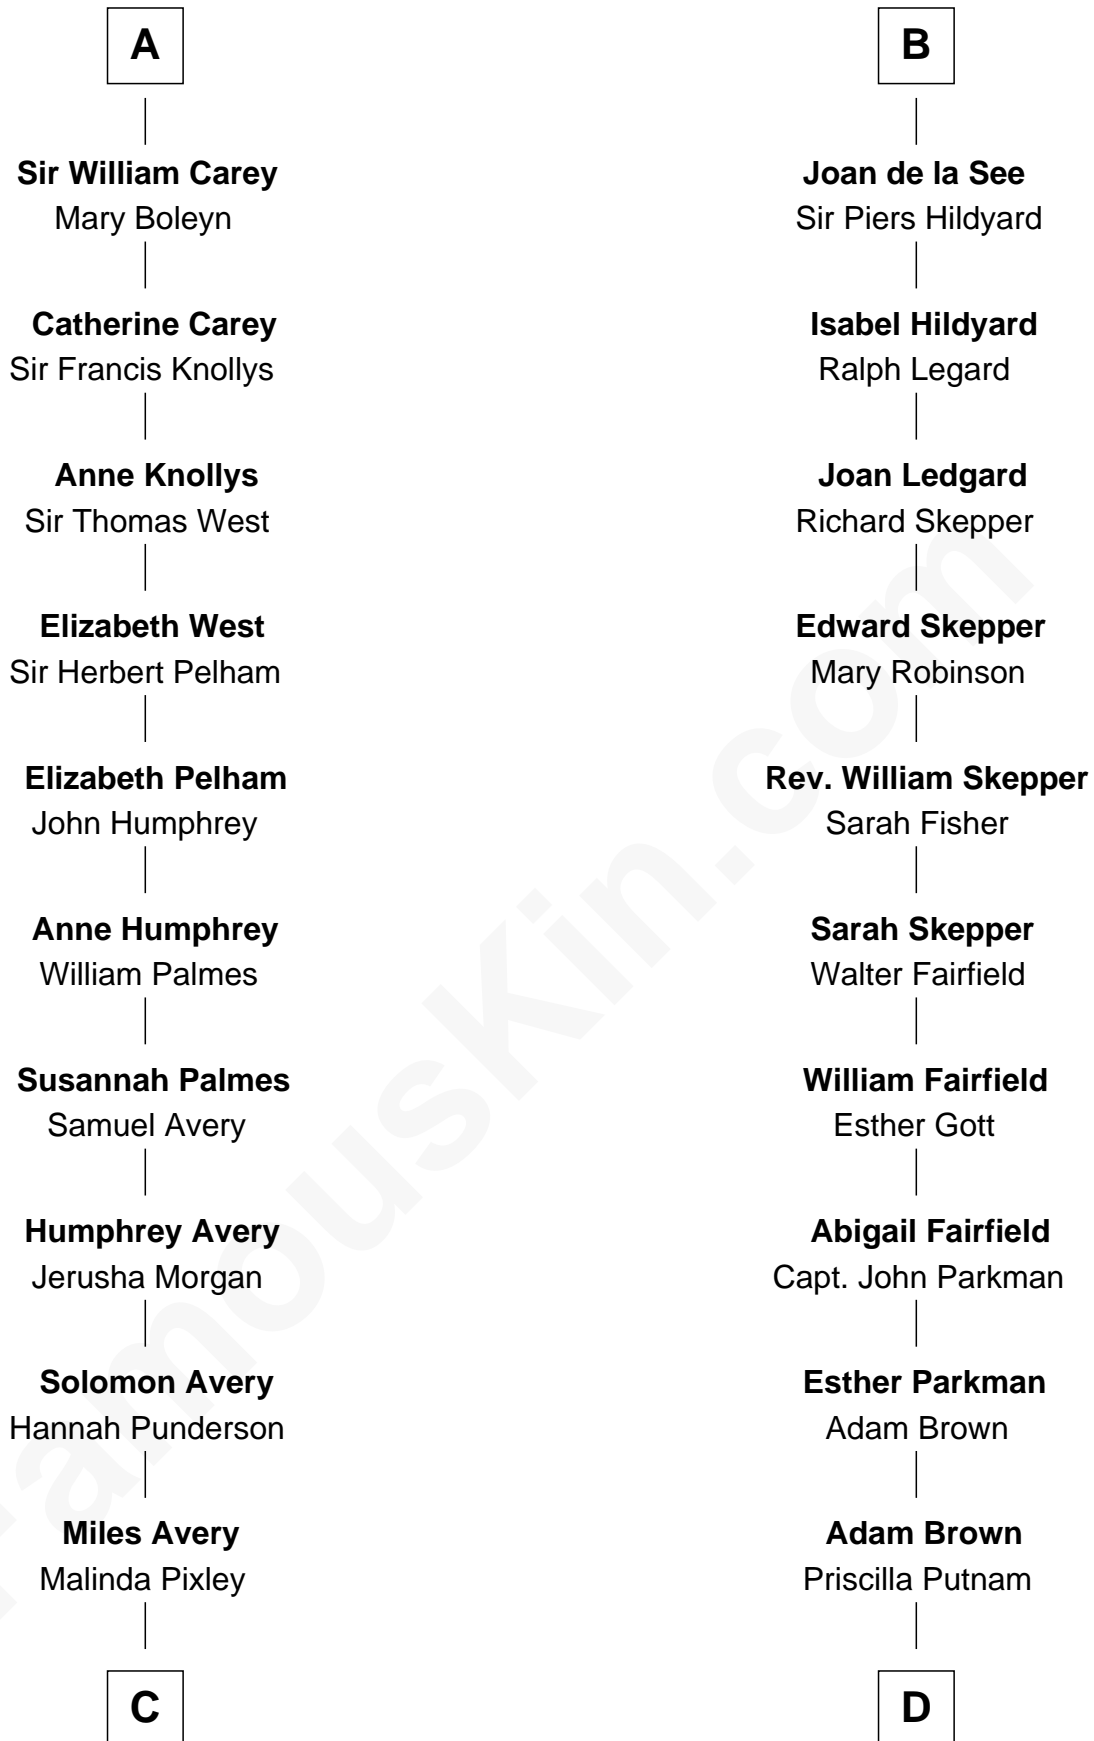 A
Sir William Carey
Mary Boleyn
Catherine Carey
Sir Francis Knollys
Anne Knollys
Sir Thomas West
Elizabeth West
Sir Herbert Pelham
Elizabeth Pelham
John Humphrey
Anne Humphrey
William Palmes
Susannah Palmes
Samuel Avery
Humphrey Avery
Jerusha Morgan
Solomon Avery
Hannah Punderson
Miles Avery
Malinda Pixley
C
B
Joan de la See
Sir Piers Hildyard
Isabel Hildyard
Ralph Legard
Joan Ledgard
Richard Skepper
Edward Skepper
Mary Robinson
Rev. William Skepper
Sarah Fisher
Sarah Skepper
Walter Fairfield
William Fairfield
Esther Gott
Abigail Fairfield
Capt. John Parkman
Esther Parkman
Adam Brown
Adam Brown
Priscilla Putnam
D
FamousKin.com